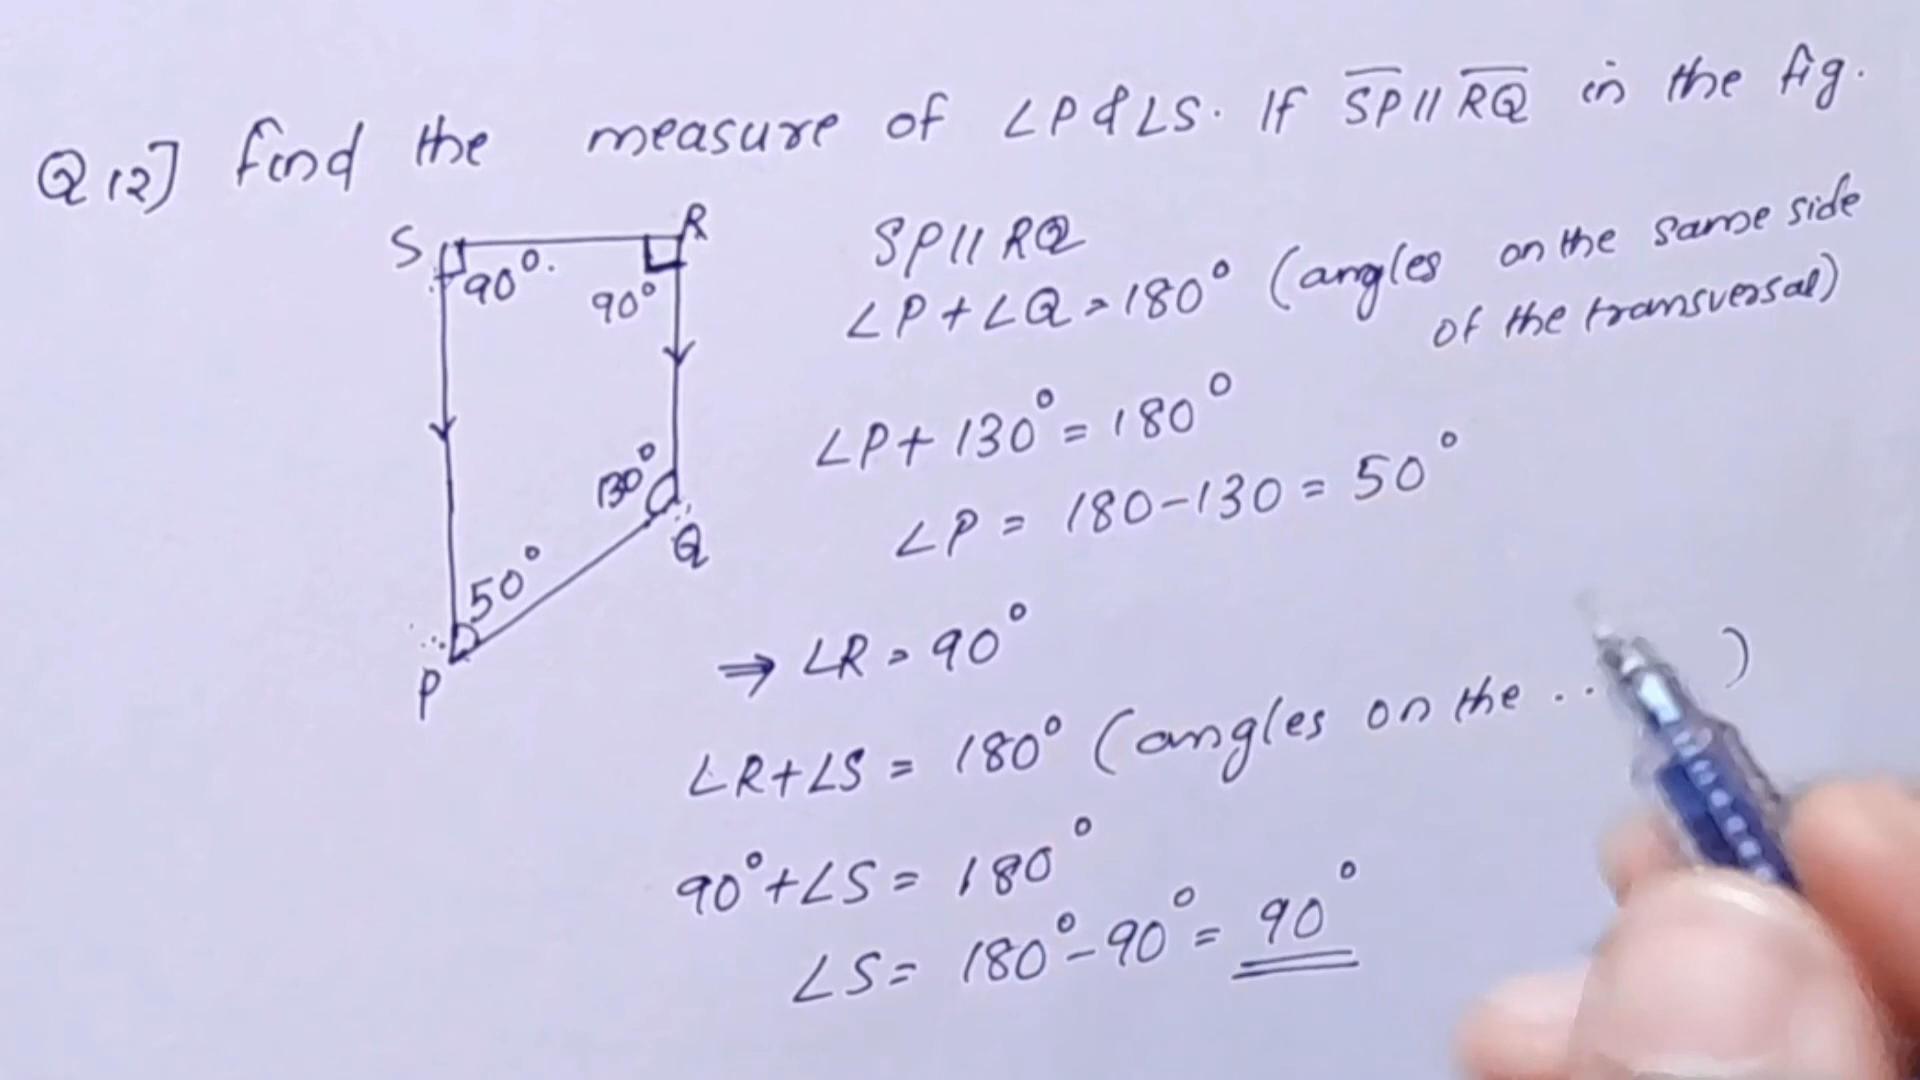 Q12] find the measure of ∠P & ∠S. If S̅P̅ || R̅Q̅ in the fig.
S
R
90°.
90°
130°
Q
50°
P
SP || RQ
∠P + ∠Q = 180° (angles on the same side
of the transversal)
∠P + 130° = 180°
∠P = 180 - 130 = 50°
⇒ ∠R = 90°
∠R + ∠S = 180° (angles on the ... )
90° + ∠S = 180°
∠S = 180° - 90° = 90°